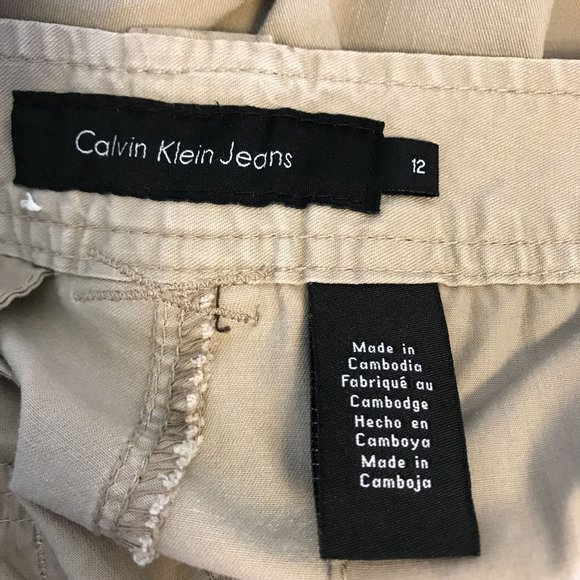 Calvin Klein Jeans
12
Made in
Cambodia
Fabriqué au
Cambodge
Hecho en
Camboya
Made in
Camboja